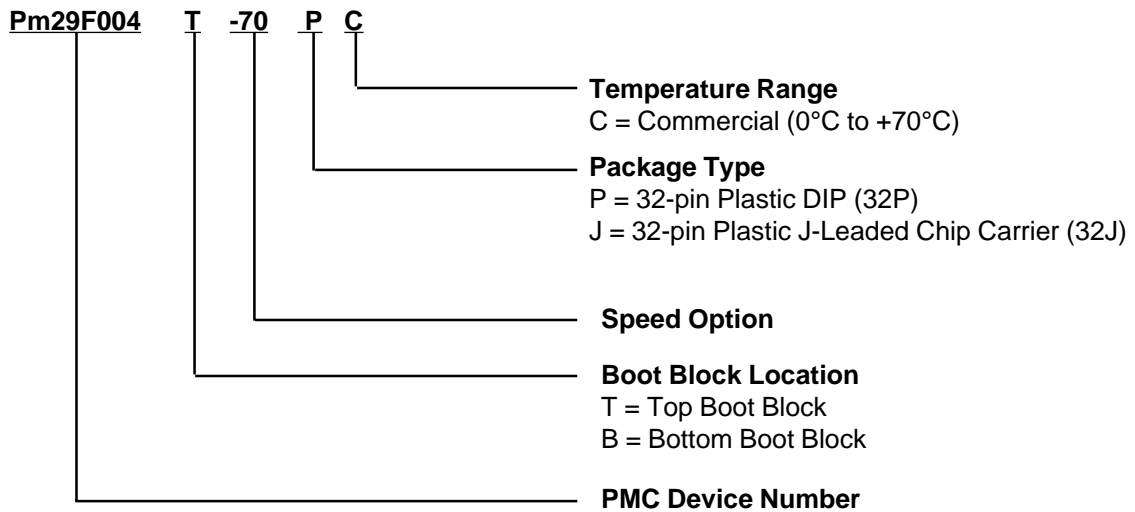 Pm29F004 T -70 P C
Temperature Range
C = Commercial (0°C to +70°C)
Package Type
P = 32-pin Plastic DIP (32P)
J = 32-pin Plastic J-Leaded Chip Carrier (32J)
Speed Option
Boot Block Location
T = Top Boot Block
B = Bottom Boot Block
PMC Device Number